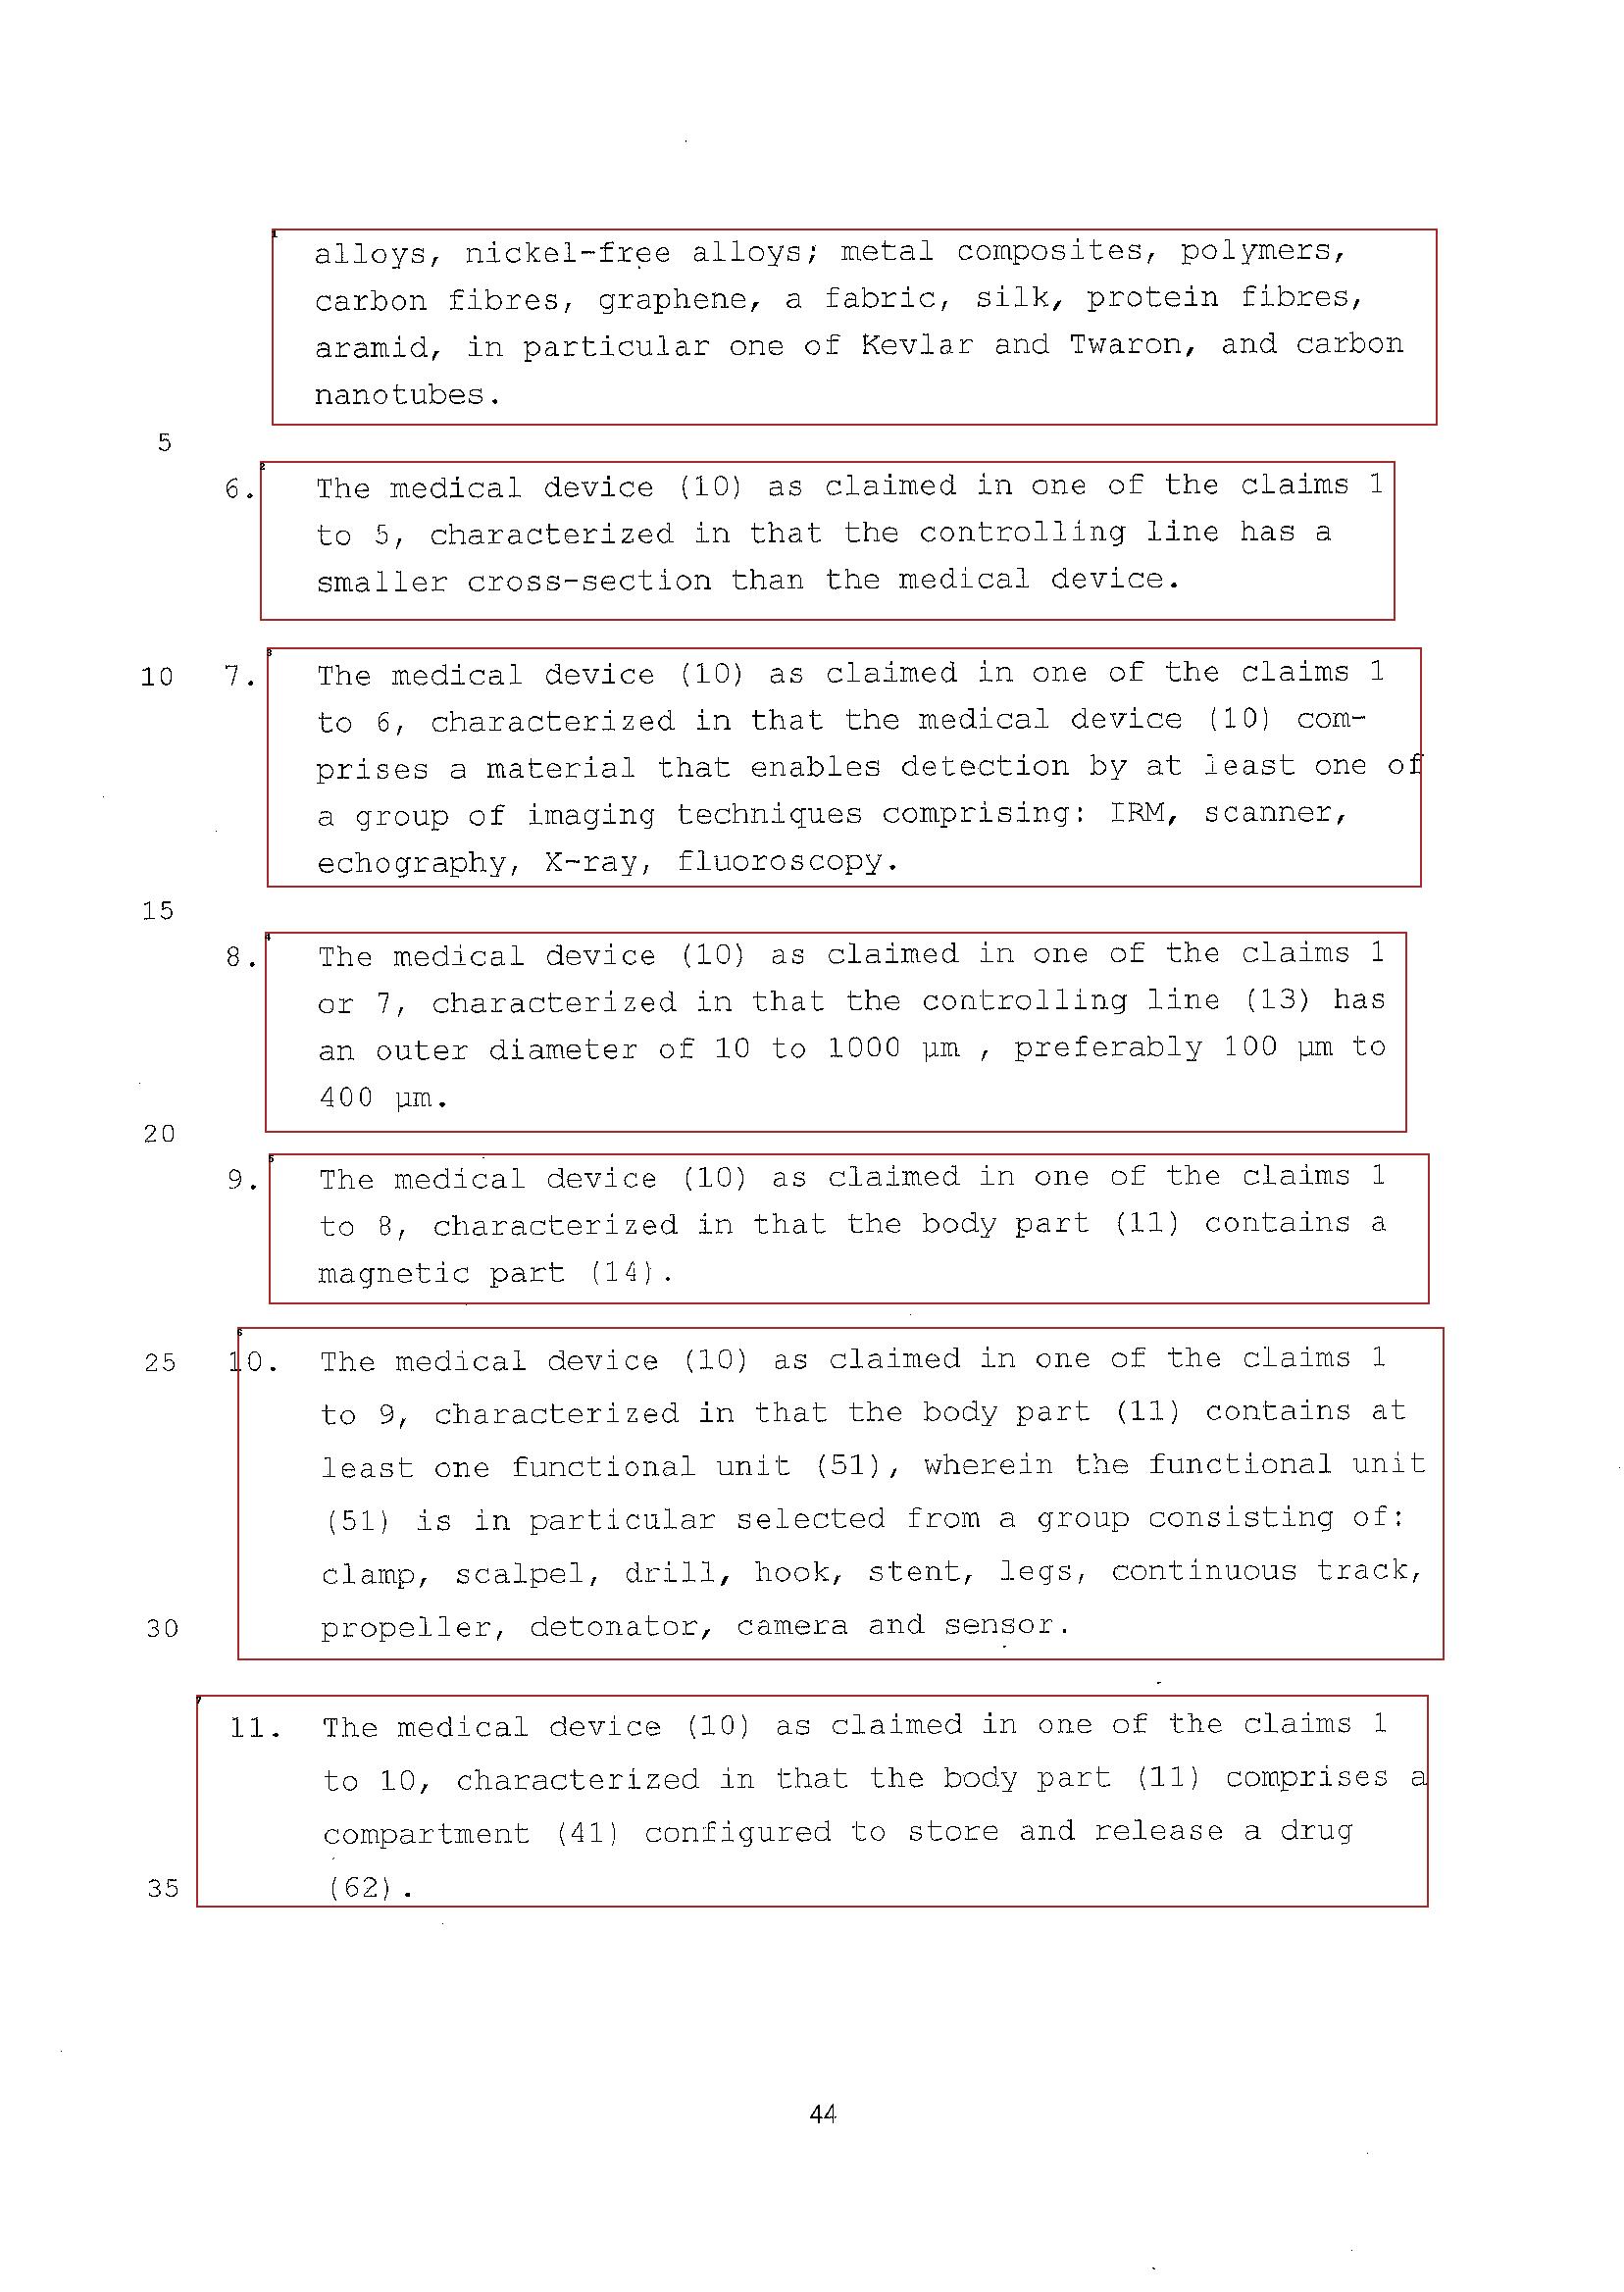 alloys, nickel-free alloys; metal composites, polymers,
carbon fibres, graphene, a fabric, silk, protein fibres,
aramid, in particular one of Kevlar and Twaron, and carbon
nanotubes.
5
6. The medical device (10) as claimed in one of the claims 1
to 5, characterized in that the controlling line has a
smaller cross-section than the medical device.
10 7. The medical device (10) as claimed in one of the claims 1
to 6, characterized in that the medical device (10) com-
prises a material that enables detection by at least one of
a group of imaging techniques comprising: IRM, scanner,
echography, X-ray, fluoroscopy.
15
8. The medical device (10) as claimed in one of the claims 1
or 7, characterized in that the controlling line (13) has
an outer diameter of 10 to 1000 µm , preferably 100 µm to
400 µm.
20
9. The medical device (10) as claimed in one of the claims 1
to 8, characterized in that the body part (11) contains a
magnetic part (14).
25 10. The medical device (10) as claimed in one of the claims 1
to 9, characterized in that the body part (11) contains at
least one functional unit (51), wherein the functional unit
(51) is in particular selected from a group consisting of:
clamp, scalpel, drill, hook, stent, legs, continuous track,
30 propeller, detonator, camera and sensor.
11. The medical device (10) as claimed in one of the claims 1
to 10, characterized in that the body part (11) comprises a
compartment (41) configured to store and release a drug
35 (62).
44